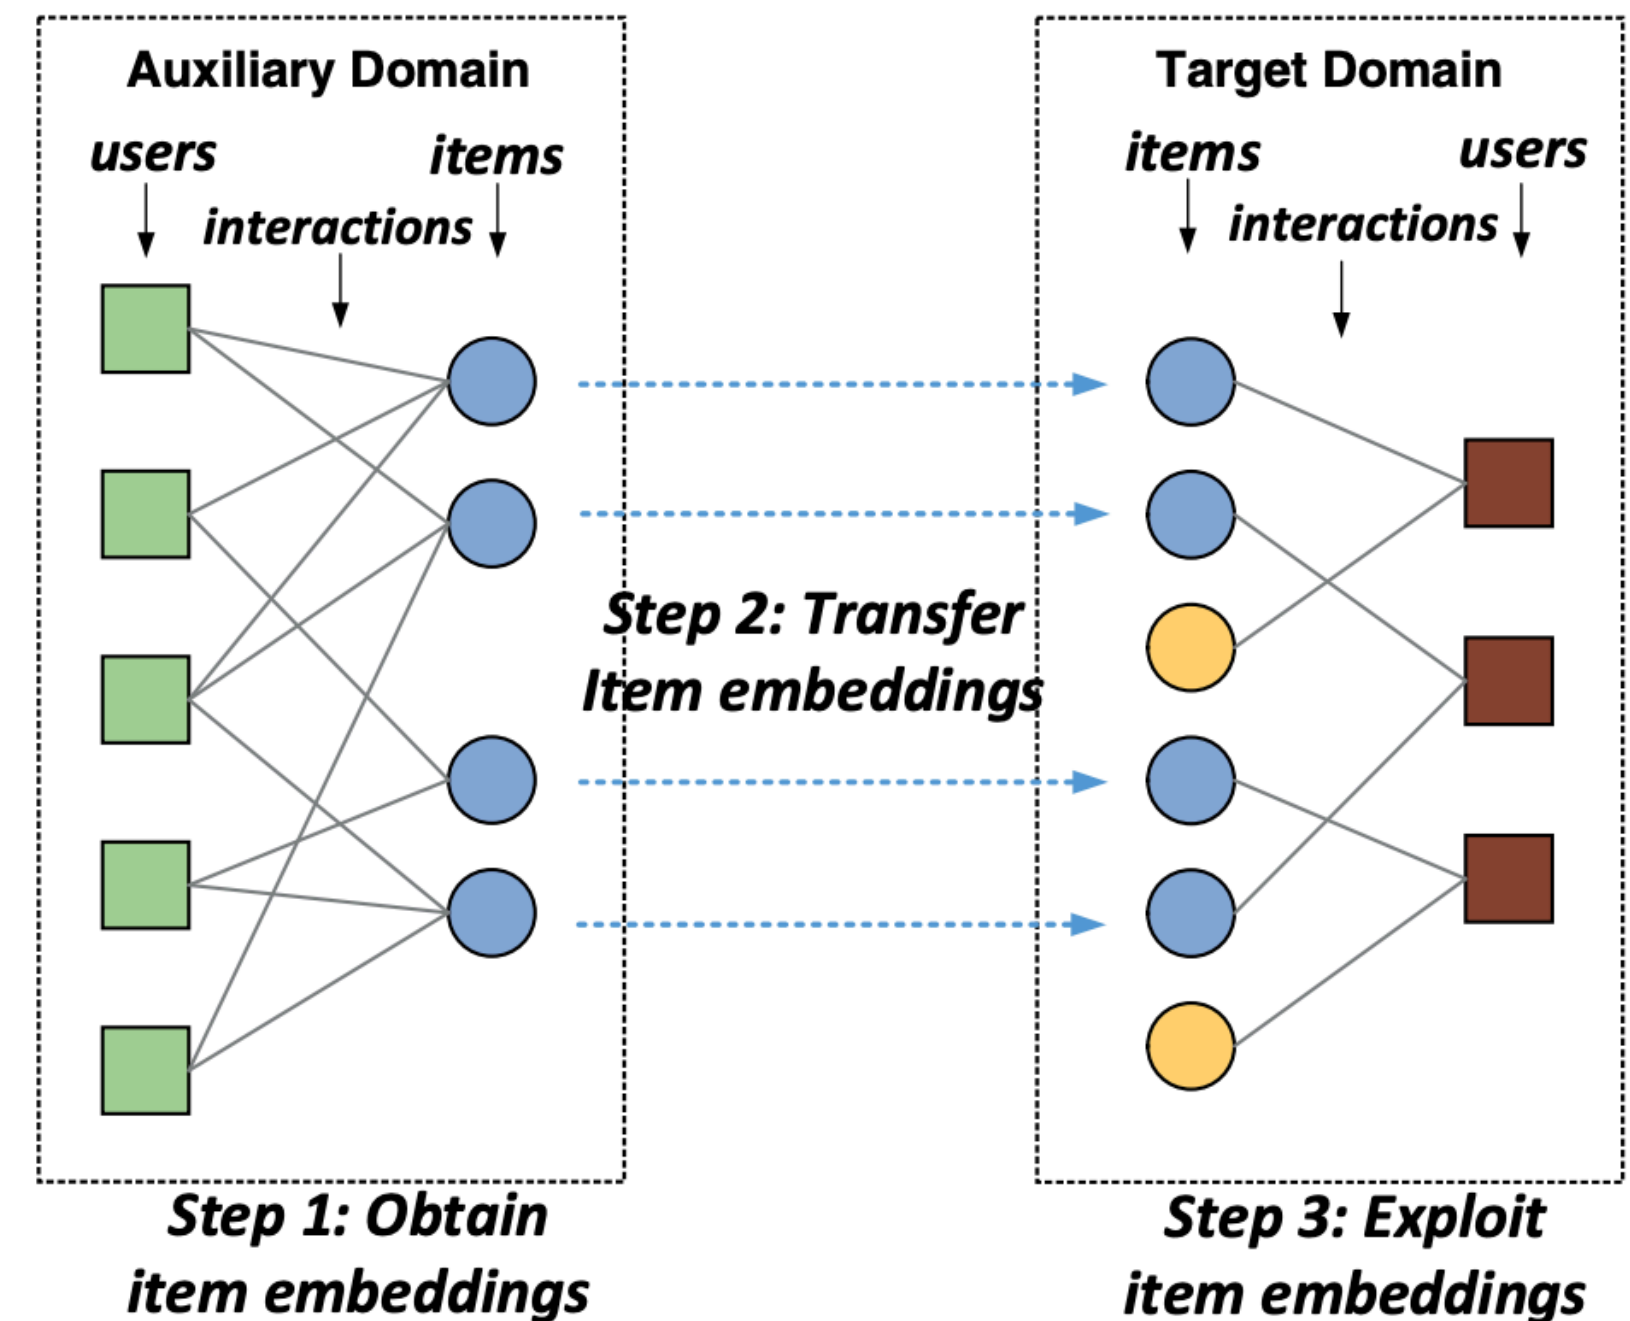 Auxiliary Domain
users
items
interactions
Step 1: Obtain
item embeddings
Step 2: Transfer
Item embeddings
Target Domain
items
users
interactions
Step 3: Exploit
item embeddings